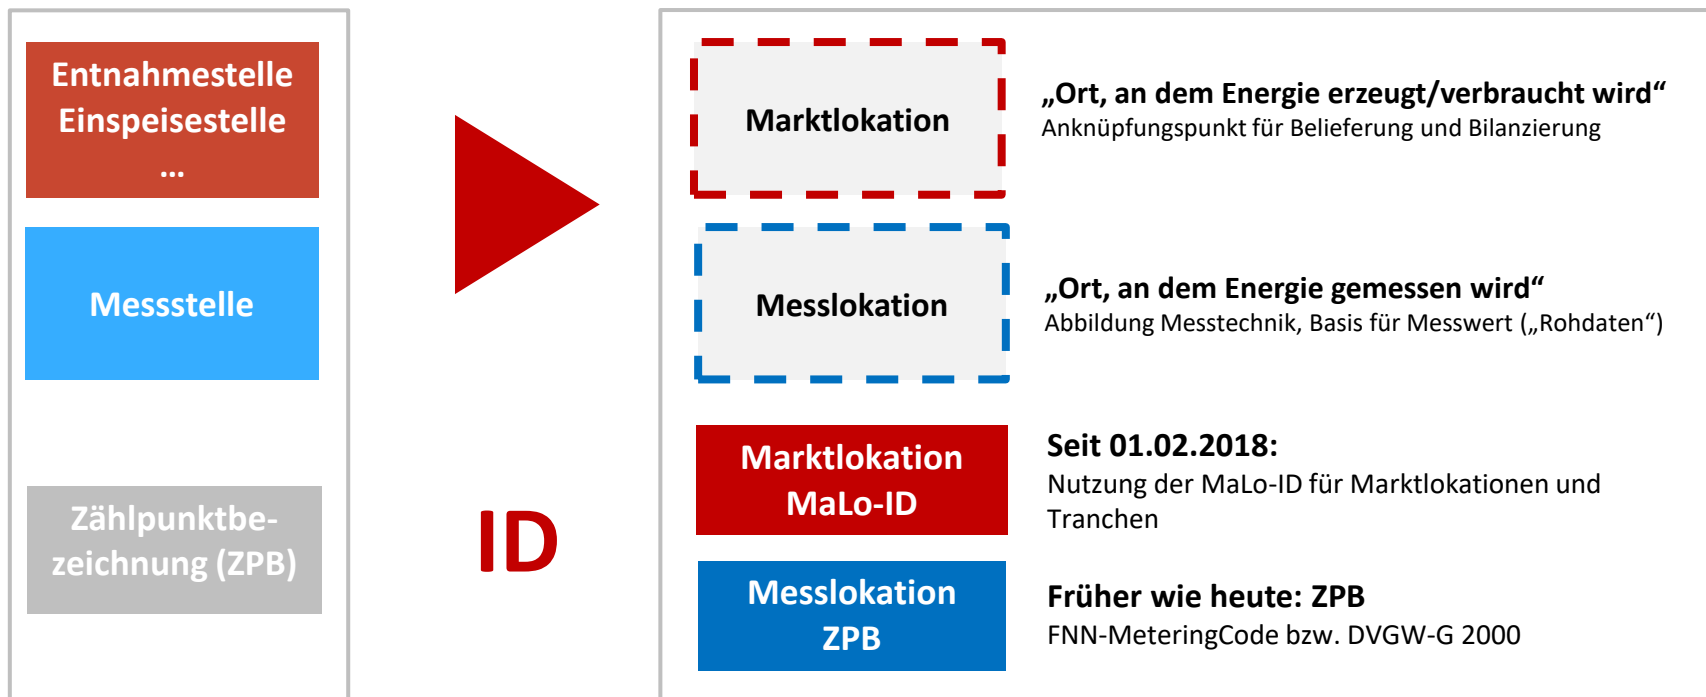 Entnahmestelle
Einspeisestelle
...
Messstelle
Zählpunktbe-
zeichnung (ZPB)
ID
Marktlokation
„Ort, an dem Energie erzeugt/verbraucht wird“
Anknüpfungspunkt für Belieferung und Bilanzierung
Messlokation
„Ort, an dem Energie gemessen wird“
Abbildung Messtechnik, Basis für Messwert („Rohdaten“)
Marktlokation
MaLo-ID
Seit 01.02.2018:
Nutzung der MaLo-ID für Marktlokationen und
Tranchen
Messlokation
ZPB
Früher wie heute: ZPB
FNN-MeteringCode bzw. DVGW-G 2000